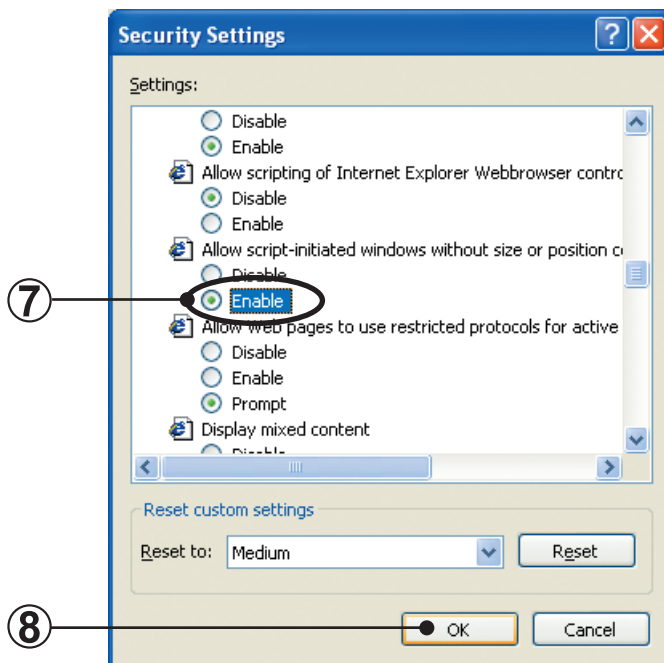 Security Settings
Settings:
Disable
Enable
Allow scripting of Internet Explorer Webbrowser contro
Disable
Enable
Allow script-initiated windows without size or position c
Disable
7 Enable
Allow Web pages to use restricted protocols for active
Disable
Enable
Prompt
Display mixed content
Disable
Reset custom settings
Reset to: Medium Reset
8 OK Cancel